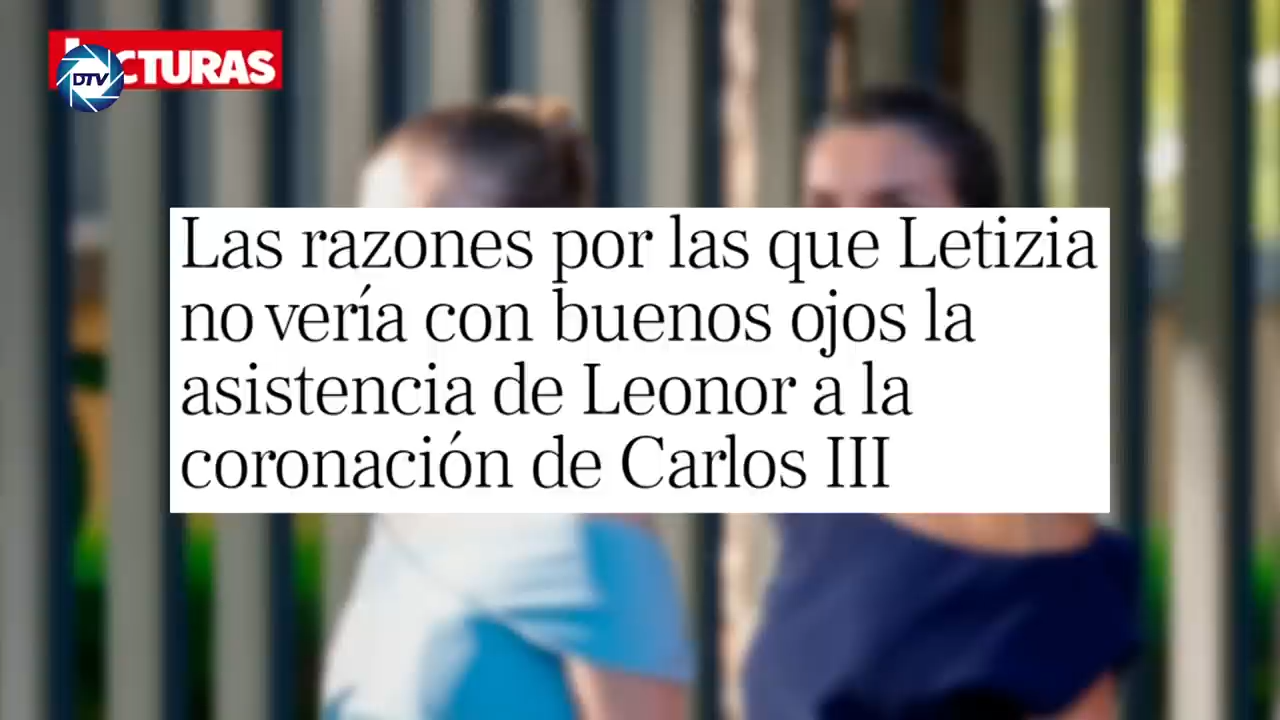 CTURAS
DTV
Las razones por las que Letizia
no vería con buenos ojos la
asistencia de Leonor a la
coronación de Carlos III